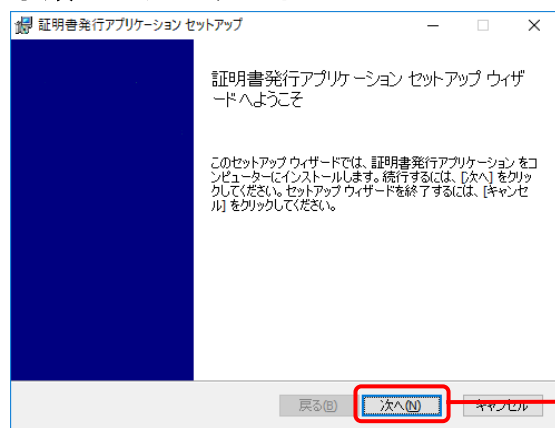 証明書発行アプリケーション セットアップ
証明書発行アプリケーション セットアップ ウィザ
ードへようこそ
このセットアップ ウィザードでは、証明書発行アプリケーション をコ
ンピューターにインストールします。続行するには、[次へ] をクリッ
クしてください。セットアップ ウィザードを終了するには、[キャンセ
ル] をクリックしてください。
戻る(B) 次へ(N) キャンセル